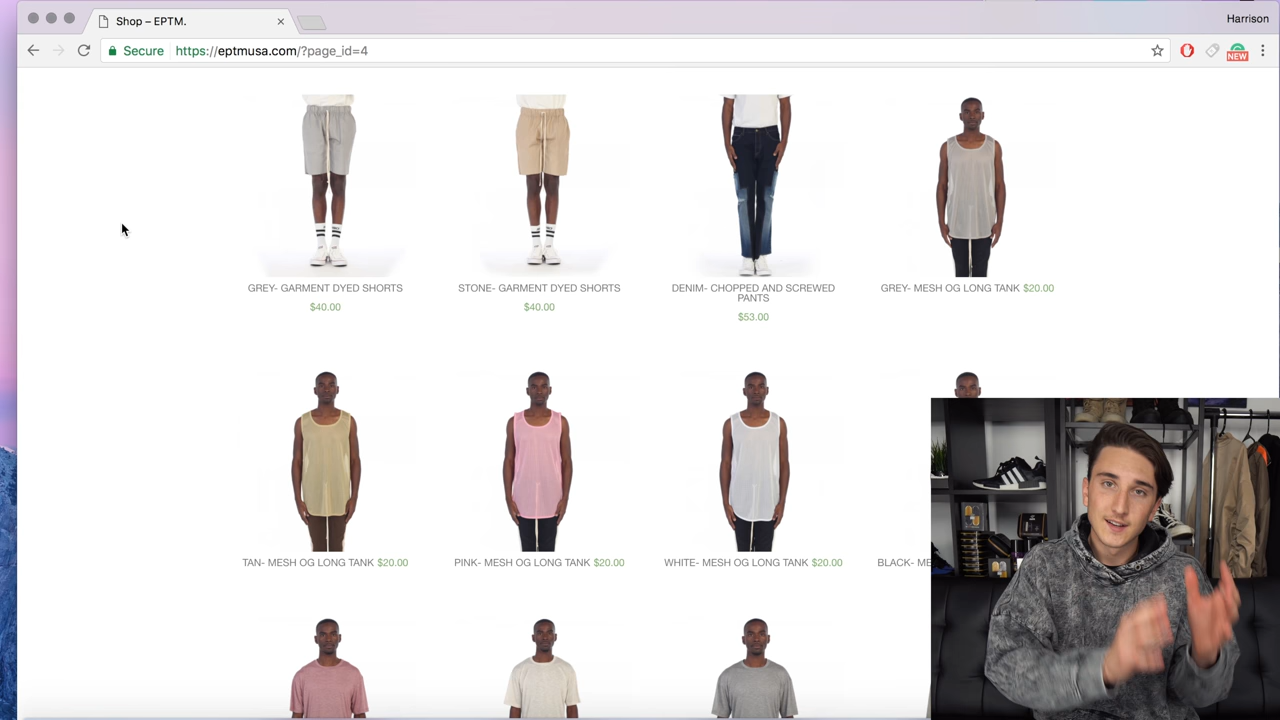 Shop – EPTM.
Harrison
Secure
https://eptmusa.com/?page_id=4
NEW
GREY- GARMENT DYED SHORTS
$40.00
STONE- GARMENT DYED SHORTS
$40.00
DENIM- CHOPPED AND SCREWED
PANTS
$53.00
GREY- MESH OG LONG TANK $20.00
TAN- MESH OG LONG TANK $20.00
PINK- MESH OG LONG TANK $20.00
WHITE- MESH OG LONG TANK $20.00
BLACK- ME